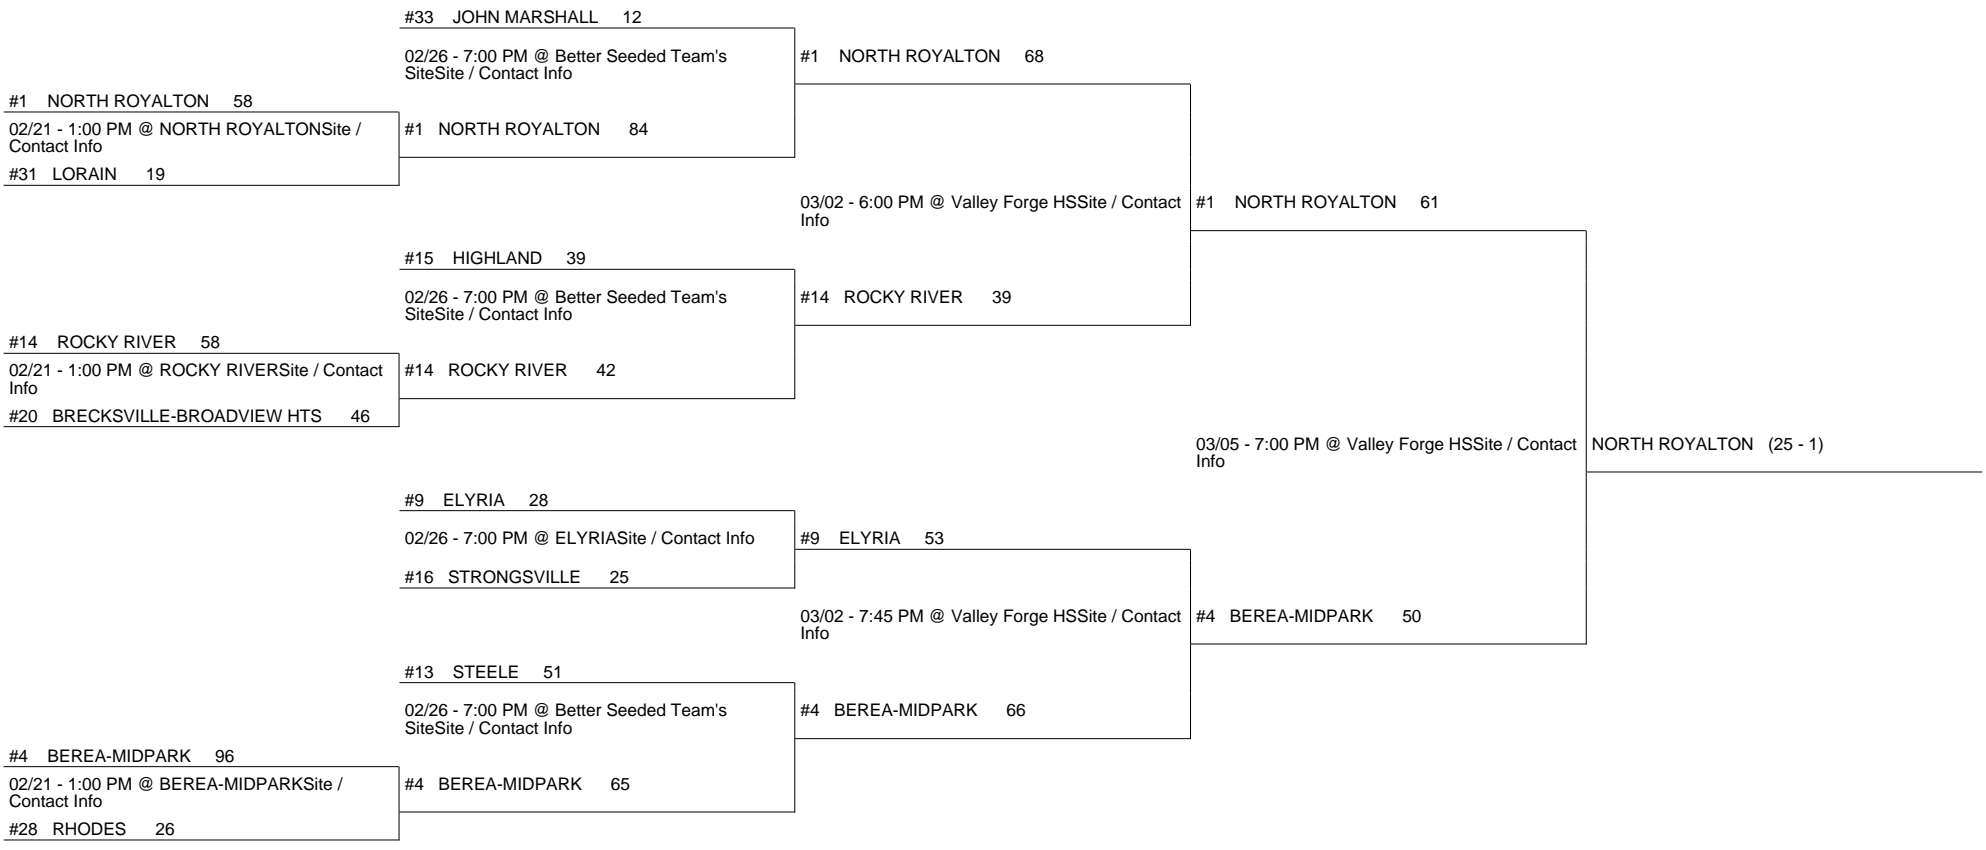 #33 JOHN MARSHALL 12
02/26 - 7:00 PM @ Better Seeded Team's
SiteSite / Contact Info
#1 NORTH ROYALTON 68
#1 NORTH ROYALTON 58
02/21 - 1:00 PM @ NORTH ROYALTONSite /
Contact Info
#1 NORTH ROYALTON 84
#31 LORAIN 19
03/02 - 6:00 PM @ Valley Forge HSSite / Contact
Info
#1 NORTH ROYALTON 61
#15 HIGHLAND 39
02/26 - 7:00 PM @ Better Seeded Team's
SiteSite / Contact Info
#14 ROCKY RIVER 39
#14 ROCKY RIVER 58
02/21 - 1:00 PM @ ROCKY RIVERSite / Contact
Info
#14 ROCKY RIVER 42
#20 BRECKSVILLE-BROADVIEW HTS 46
03/05 - 7:00 PM @ Valley Forge HSSite / Contact
Info
NORTH ROYALTON (25 - 1)
#9 ELYRIA 28
02/26 - 7:00 PM @ ELYRIASite / Contact Info
#9 ELYRIA 53
#16 STRONGSVILLE 25
03/02 - 7:45 PM @ Valley Forge HSSite / Contact
Info
#4 BEREA-MIDPARK 50
#13 STEELE 51
02/26 - 7:00 PM @ Better Seeded Team's
SiteSite / Contact Info
#4 BEREA-MIDPARK 66
#4 BEREA-MIDPARK 96
02/21 - 1:00 PM @ BEREA-MIDPARKSite /
Contact Info
#4 BEREA-MIDPARK 65
#28 RHODES 26